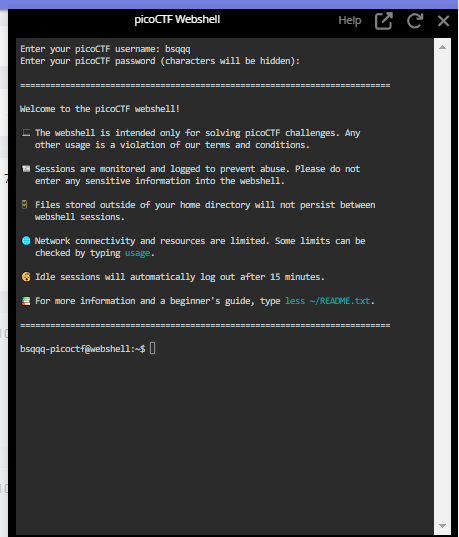 picoCTF Webshell
Help
Enter your picoCTF username: bsqqq
Enter your picoCTF password (characters will be hidden):
==========================================================================
Welcome to the picoCTF webshell!
The webshell is intended only for solving picoCTF challenges. Any
other usage is a violation of our terms and conditions.
Sessions are monitored and logged to prevent abuse. Please do not
enter any sensitive information into the webshell.
Files stored outside of your home directory will not persist between
webshell sessions.
Network connectivity and resources are limited. Some limits can be
checked by typing usage.
Idle sessions will automatically log out after 15 minutes.
For more information and a beginner's guide, type less ~/README.txt.
==========================================================================
bsqqq-picoctf@webshell:~$